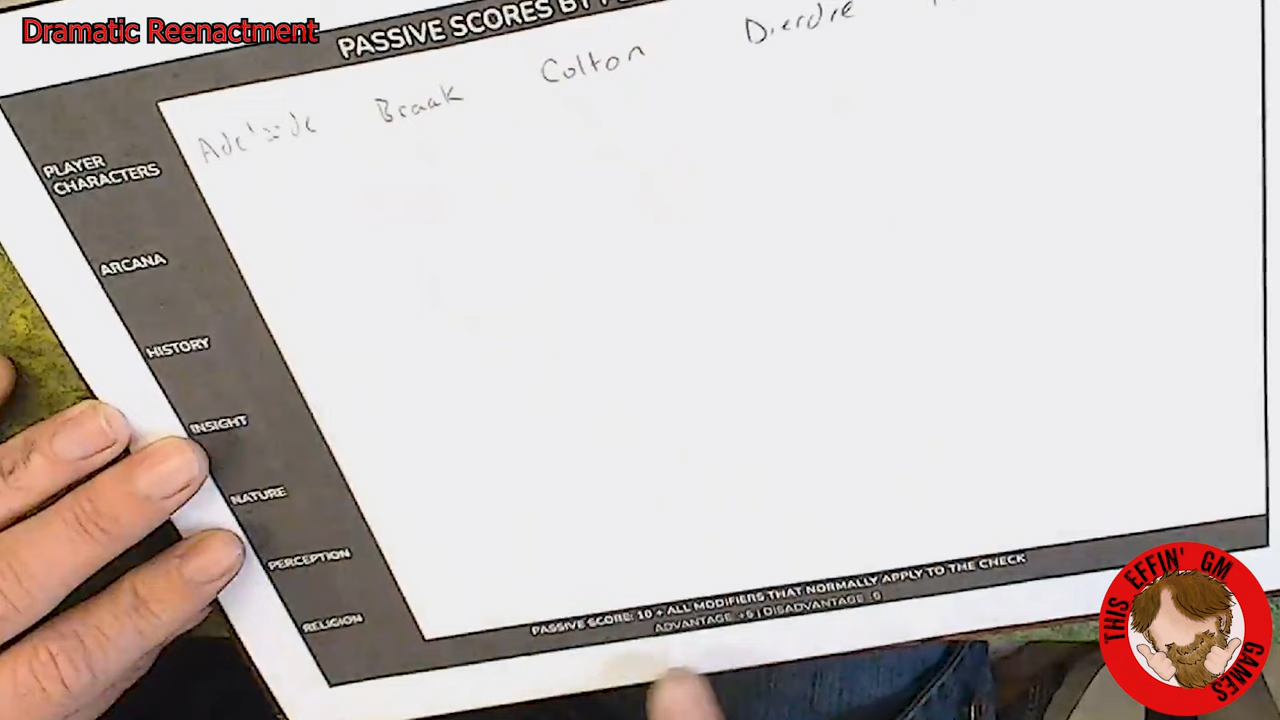 Dramatic Reenactment
PASSIVE SCORES BY
Braak Colton Dierdre
PLAYER
CHARACTERS
ARCANA
HISTORY
INSIGHT
NATURE
PERCEPTION
RELIGION
PASSIVE SCORE: 10 + ALL MODIFIERS THAT NORMALLY APPLY TO THE CHECK
ADVANTAGE +5 | DISADVANTAGE
THIS EFFIN' GM
GAMES